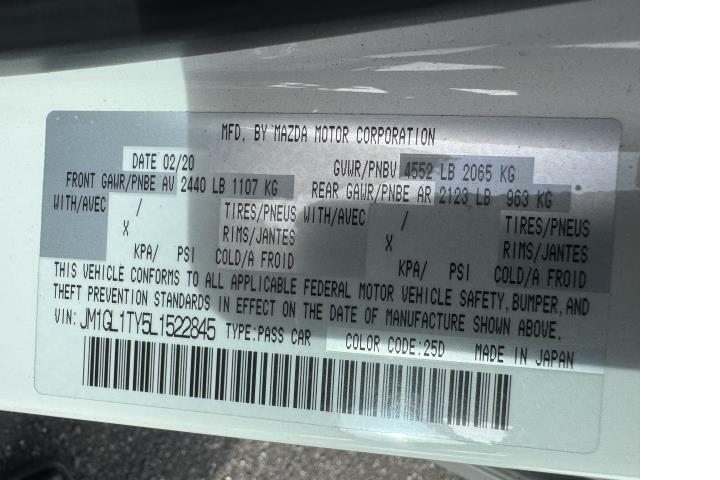 MFD. BY MAZDA MOTOR CORPORATION
DATE 02/20 GVWR/PNBV 4552 LB 2065 KG
FRONT GAWR/PNBE AV 2440 LB 1107 KG REAR GAWR/PNBE AR 2123 LB 963 KG
WITH/AVEC / TIRES/PNEUS WITH/AVEC / TIRES/PNEUS
X RIMS/JANTES X RIMS/JANTES
KPA/ PSI COLD/A FROID KPA/ PSI COLD/A FROID
THIS VEHICLE CONFORMS TO ALL APPLICABLE FEDERAL MOTOR VEHICLE SAFETY, BUMPER, AND
THEFT PREVENTION STANDARDS IN EFFECT ON THE DATE OF MANUFACTURE SHOWN ABOVE.
VIN: JM1GL1TY5L1522845 TYPE:PASS CAR COLOR CODE:25D MADE IN JAPAN